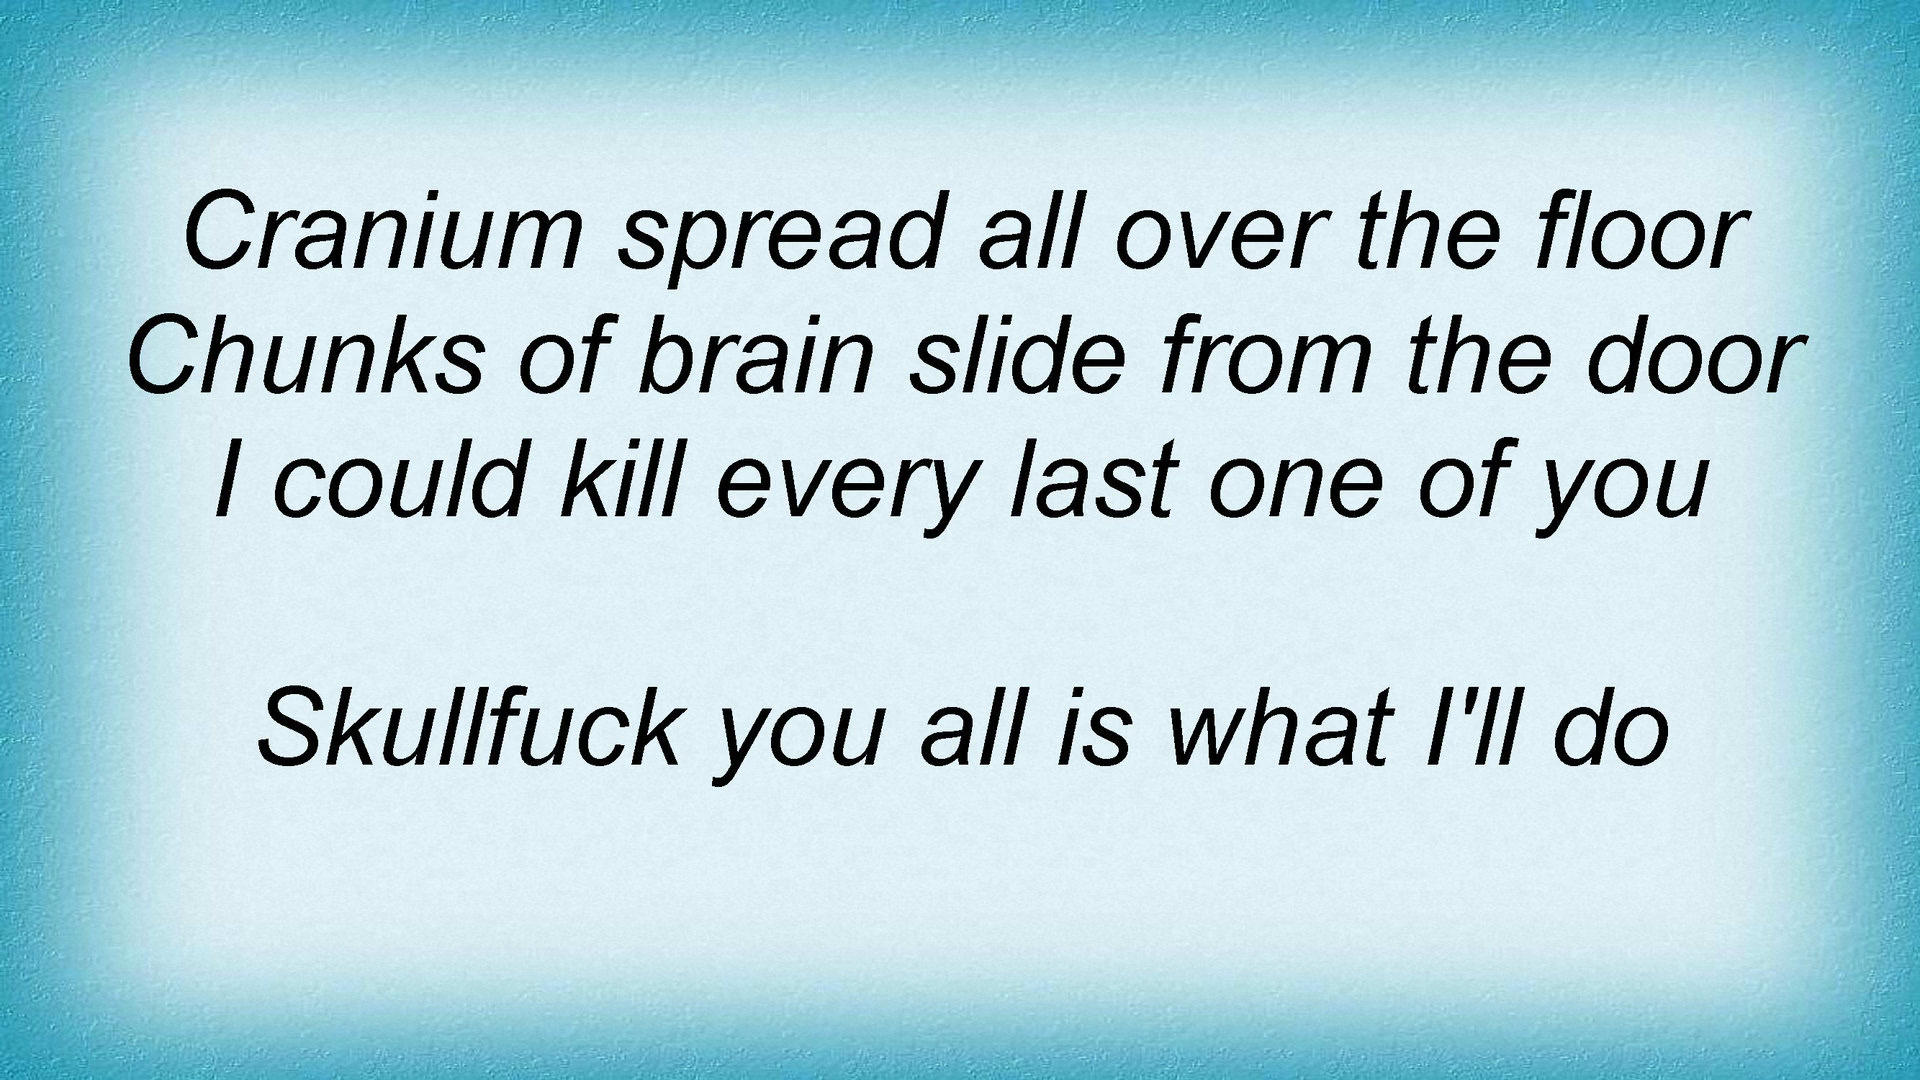 Cranium spread all over the floor
Chunks of brain slide from the door
I could kill every last one of you
Skullfuck you all is what I'll do